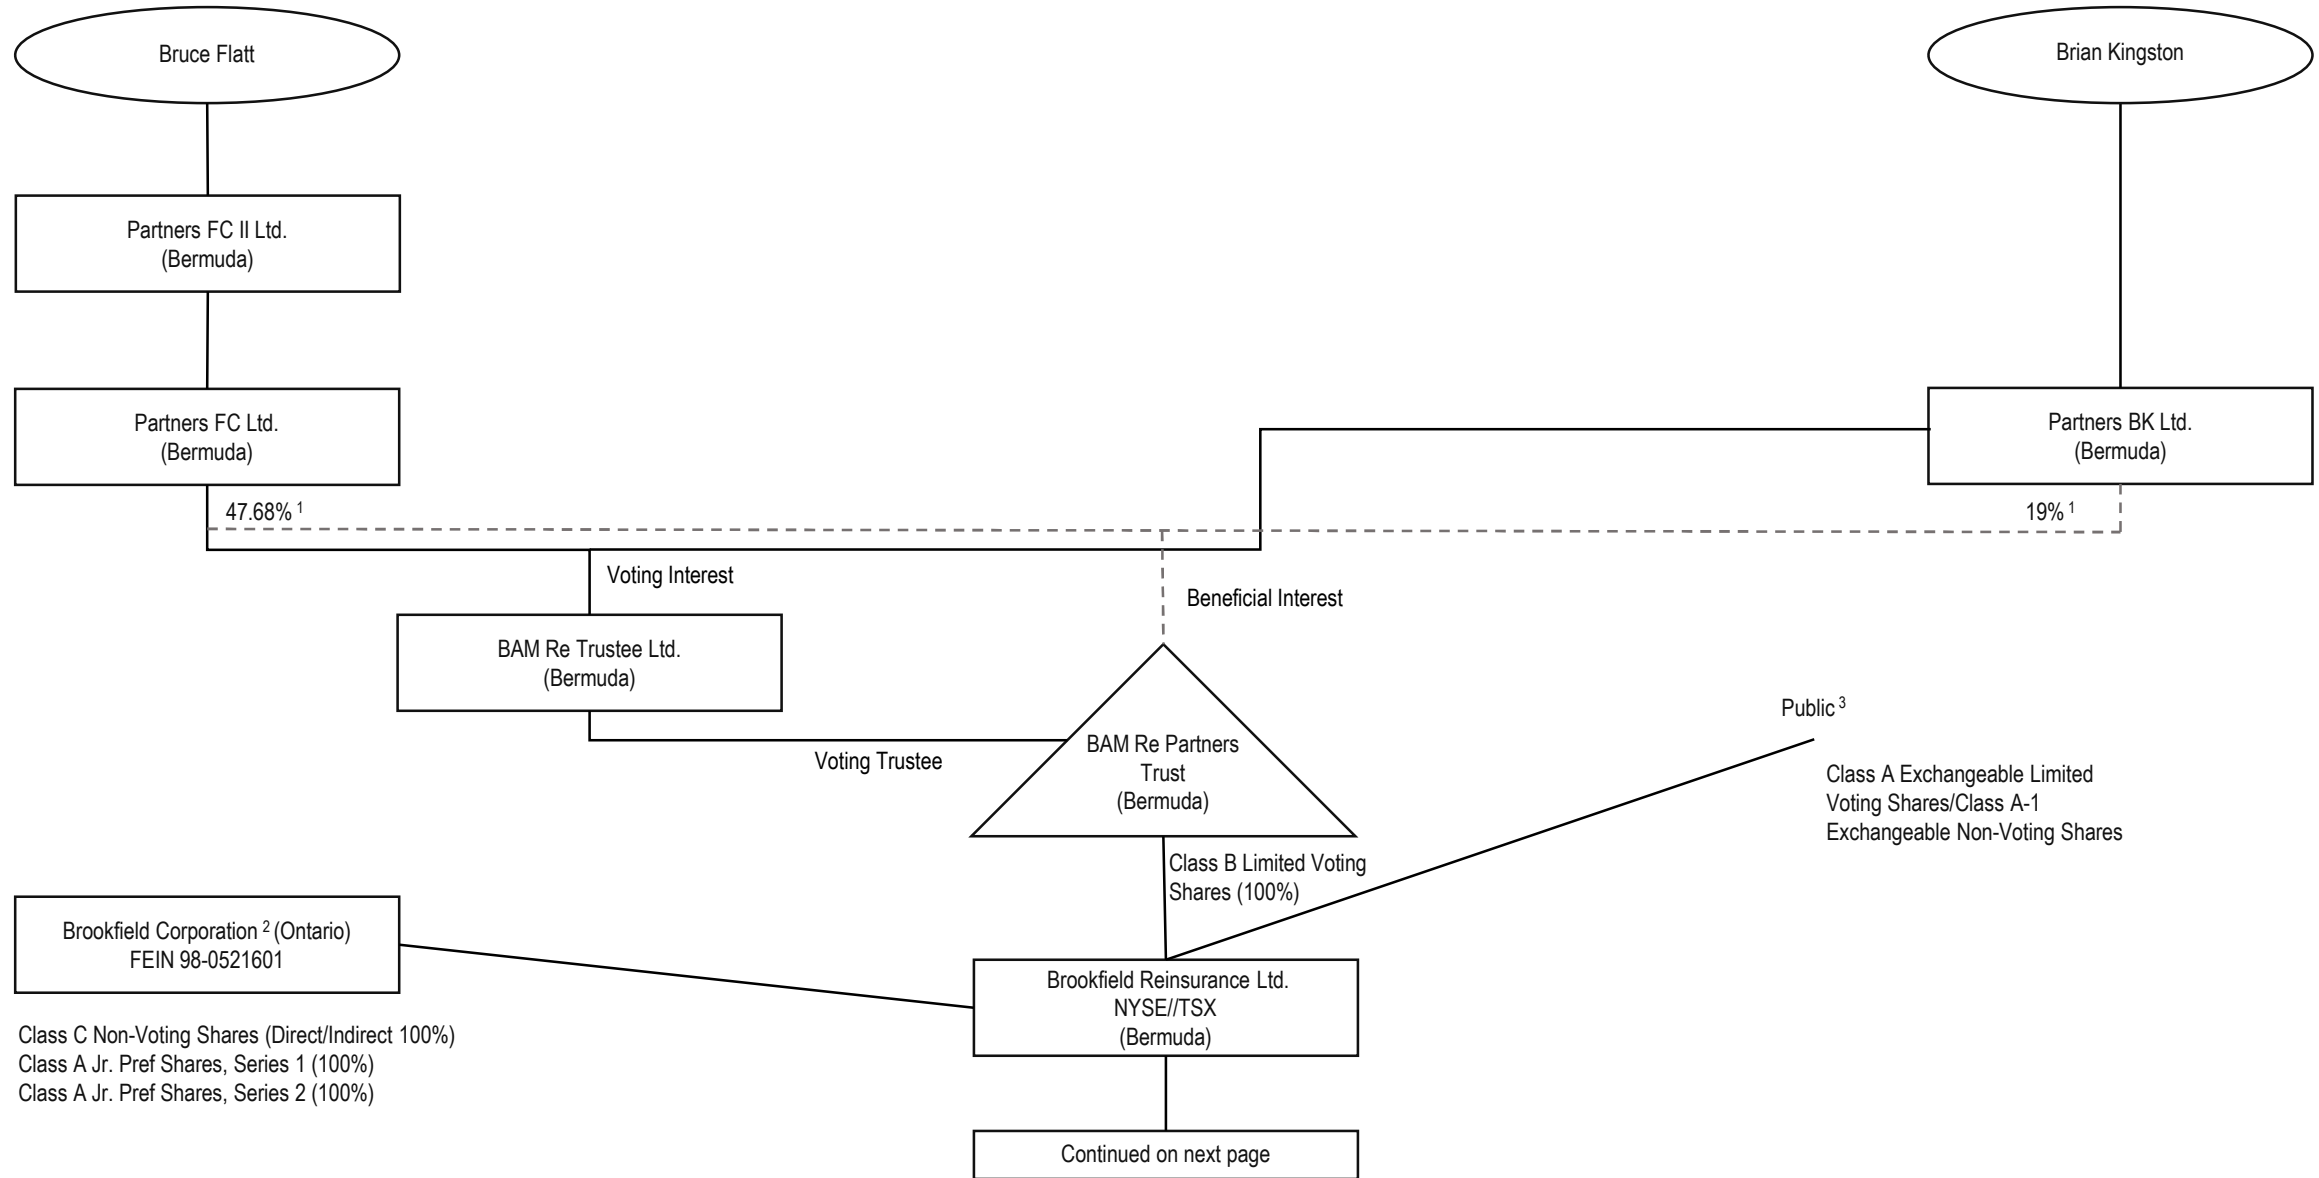 Bruce Flatt
Brian Kingston
Partners FC II Ltd.
(Bermuda)
Partners FC Ltd.
(Bermuda)
Partners BK Ltd.
(Bermuda)
47.68% 1
19% 1
Voting Interest
Beneficial Interest
BAM Re Trustee Ltd.
(Bermuda)
Voting Trustee
BAM Re Partners
Trust
(Bermuda)
Public 3
Class A Exchangeable Limited
Voting Shares/Class A-1
Exchangeable Non-Voting Shares
Class B Limited Voting
Shares (100%)
Brookfield Corporation 2 (Ontario)
FEIN 98-0521601
Class C Non-Voting Shares (Direct/Indirect 100%)
Class A Jr. Pref Shares, Series 1 (100%)
Class A Jr. Pref Shares, Series 2 (100%)
Brookfield Reinsurance Ltd.
NYSE//TSX
(Bermuda)
Continued on next page